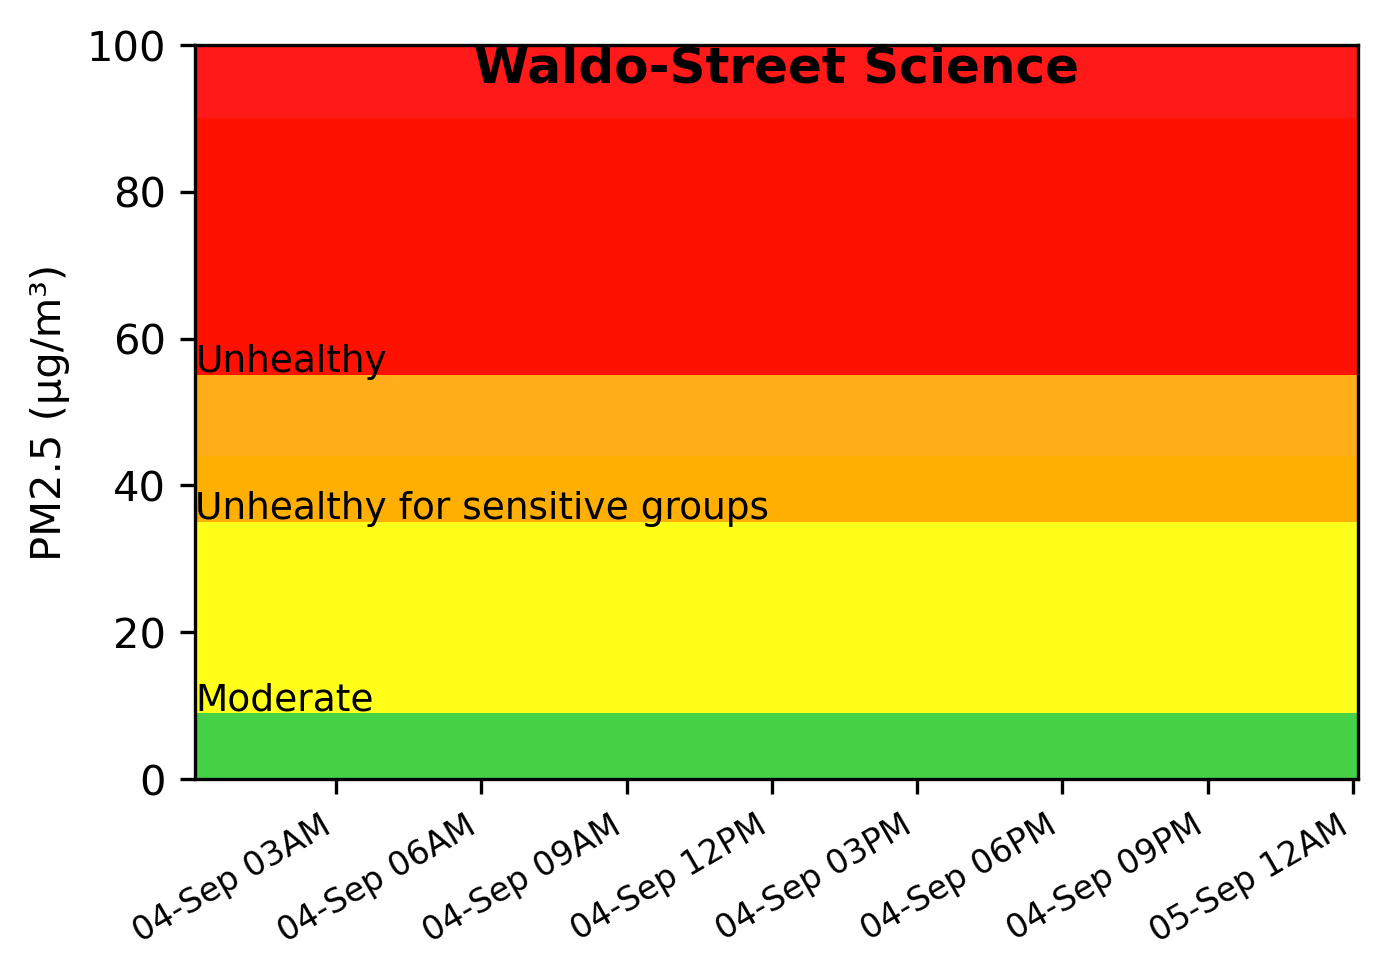 Waldo-Street Science
100
80
60
40
20
0
PM2.5 (µg/m³)
Unhealthy
Unhealthy for sensitive groups
Moderate
04-Sep 03AM
04-Sep 06AM
04-Sep 09AM
04-Sep 12PM
04-Sep 03PM
04-Sep 06PM
04-Sep 09PM
05-Sep 12AM